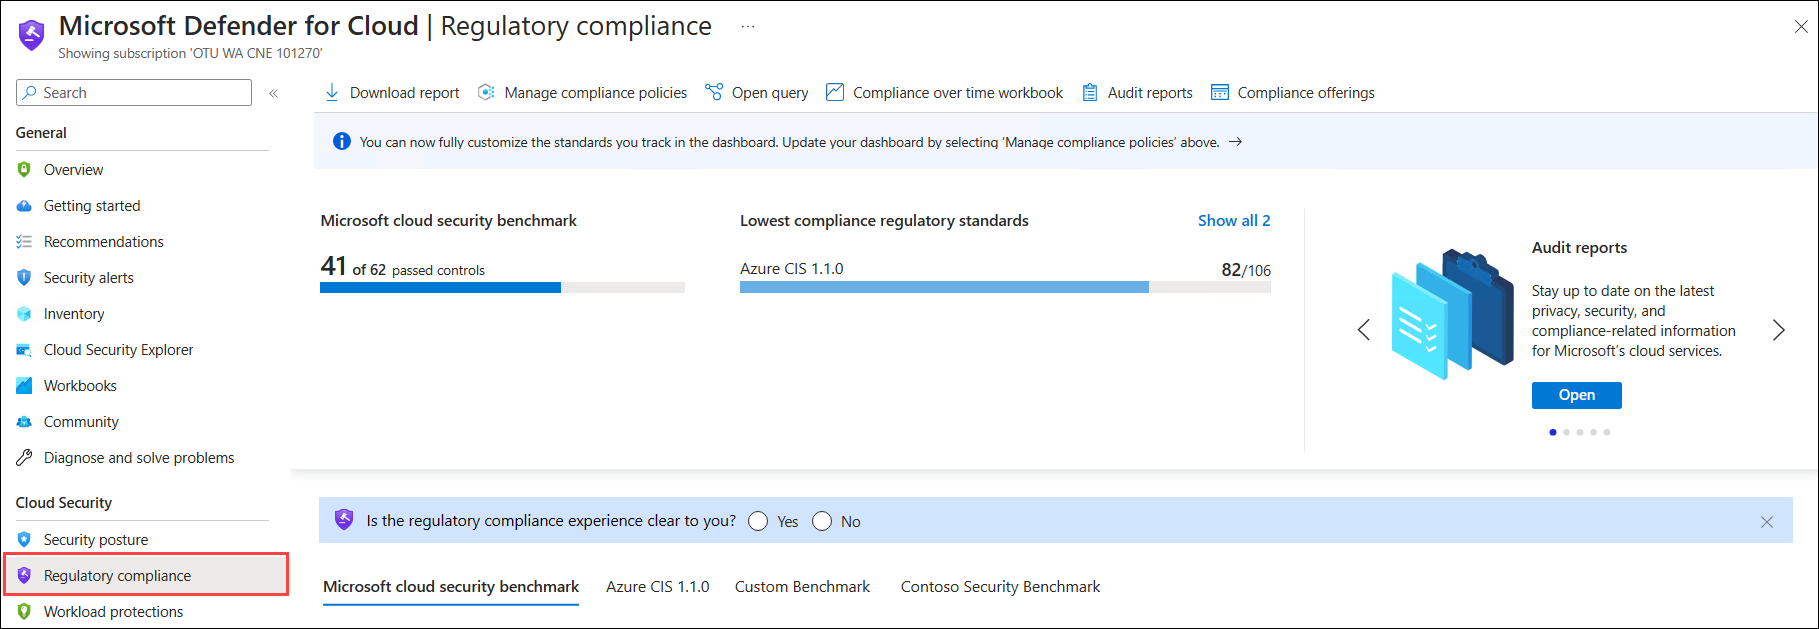 Microsoft Defender for Cloud | Regulatory compliance ...
Showing subscription 'OTU WA CNE 101270'
Search
«
General
Overview
Getting started
Recommendations
Security alerts
Inventory
Cloud Security Explorer
Workbooks
Community
Diagnose and solve problems
Cloud Security
Security posture
Regulatory compliance
Workload protections
Download report Manage compliance policies Open query Compliance over time workbook Audit reports Compliance offerings
You can now fully customize the standards you track in the dashboard. Update your dashboard by selecting 'Manage compliance policies' above. →
Microsoft cloud security benchmark
41 of 62 passed controls
Lowest compliance regulatory standards Show all 2
Azure CIS 1.1.0 82/106
Audit reports
Stay up to date on the latest
privacy, security, and
compliance-related information
for Microsoft's cloud services.
Open
Is the regulatory compliance experience clear to you? Yes No
Microsoft cloud security benchmark Azure CIS 1.1.0 Custom Benchmark Contoso Security Benchmark